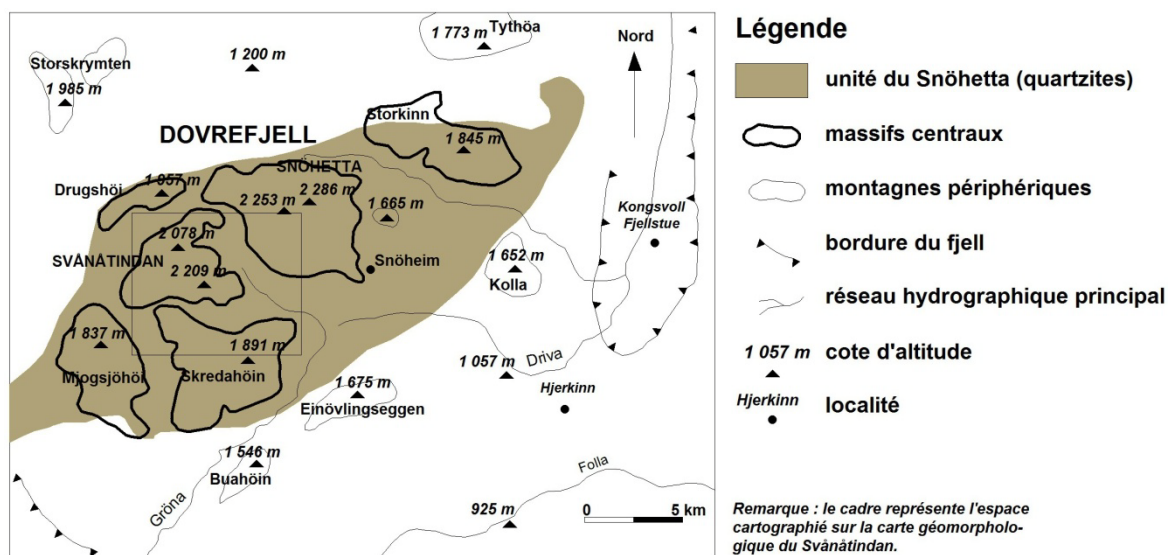 1 773 m
Tythöa
Nord
1 200 m
Storskrymten
1 985 m
Storkinn
DOVREFJELL
1 845 m
SNÖHETTA
Drugshöj
1 957 m
2 286 m
2 253 m
1 665 m
Kongsvoll
Fjellstue
2 078 m
SVÅNÅTINDAN
Snöheim
1 652 m
2 209 m
Kolla
1 837 m
1 891 m
1 057 m
Driva
Mjogsjöhöi
Skredahöin
1 675 m
Hjerkinn
Einövlingseggen
1 546 m
Buahöin
Folla
Gröna
925 m
0 5 km
Légende
unité du Snöhetta (quartzites)
massifs centraux
montagnes périphériques
bordure du fjell
réseau hydrographique principal
1 057 m cote d'altitude
Hjerkinn localité
Remarque : le cadre représente l'espace
cartographié sur la carte géomorpholo-
gique du Svånåtindan.